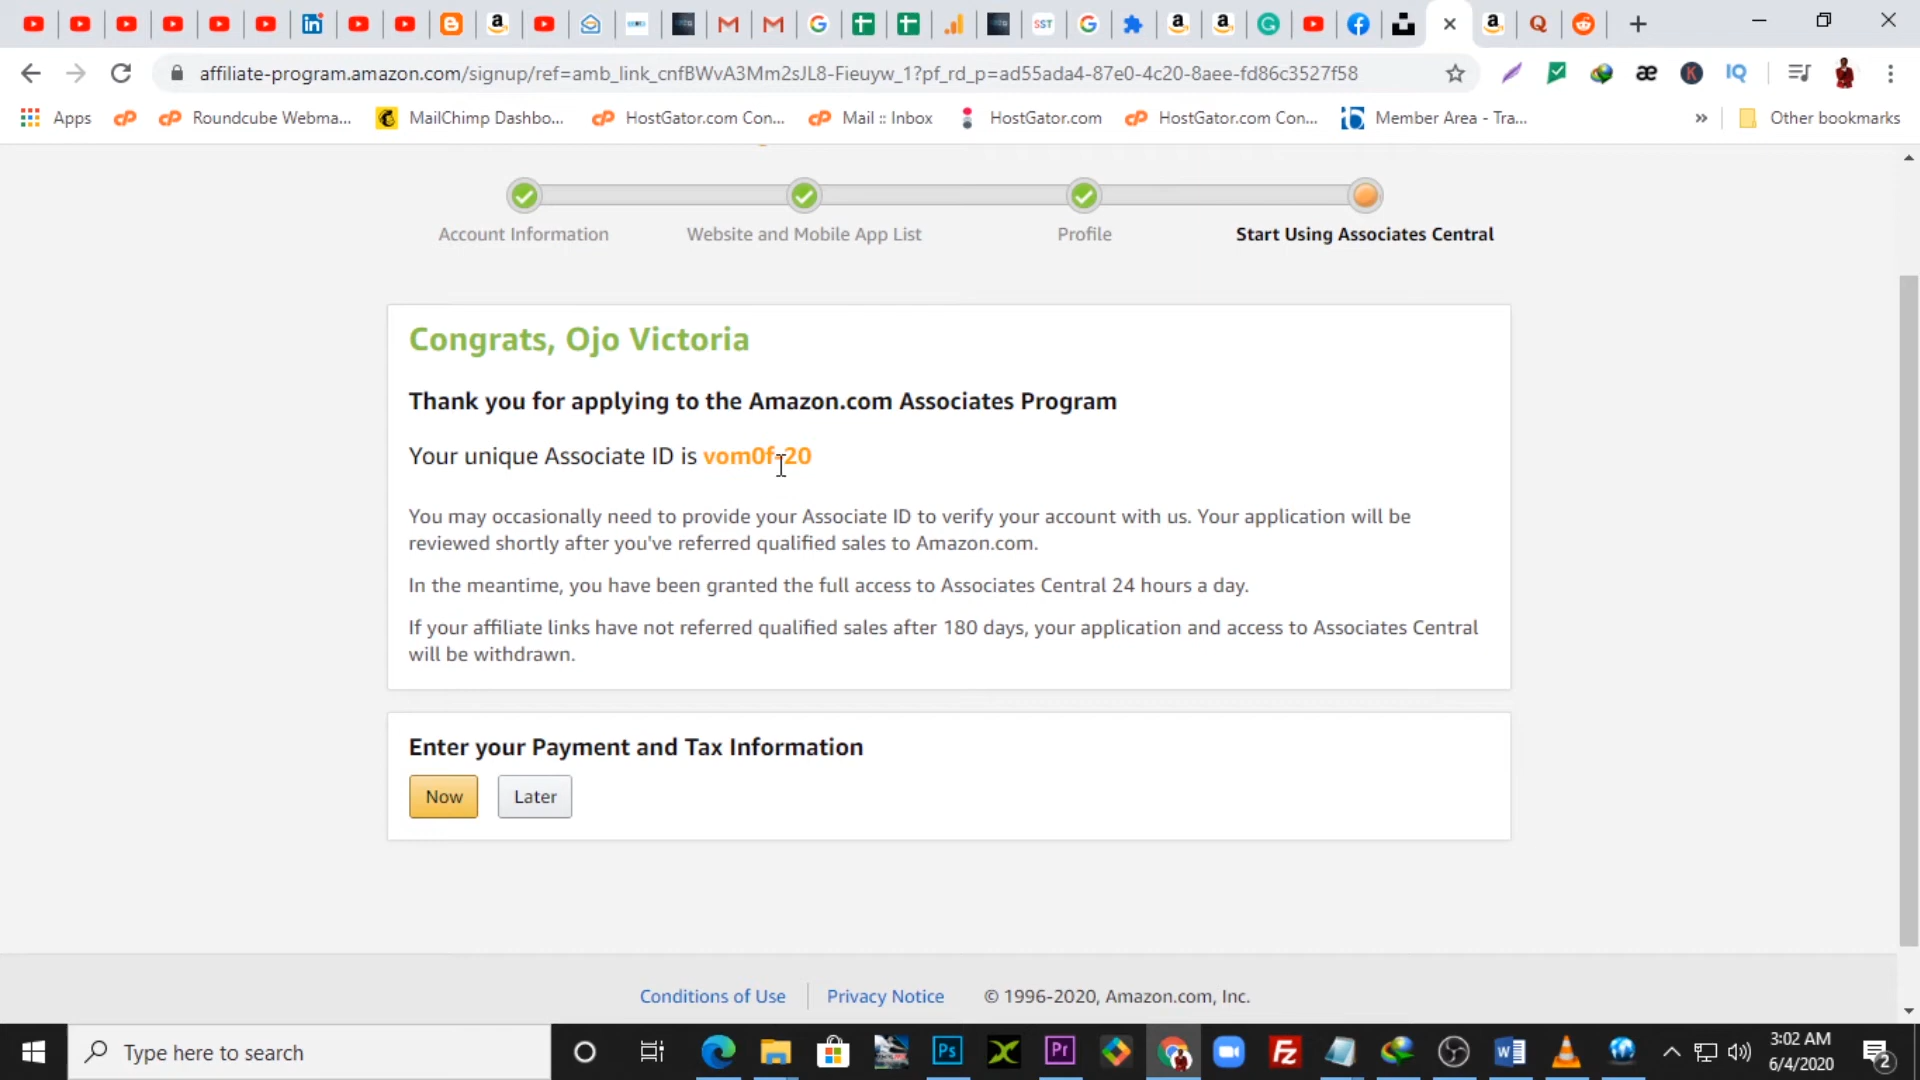 affiliate-program.amazon.com/signup/ref=amb_link_cnfBWvA3Mm2sJL8-Fieuyw_1?pf_rd_p=ad55ada4-87e0-4c20-8aee-fd86c3527f58
Apps Roundcube Webma... MailChimp Dashbo... HostGator.com Con... Mail :: Inbox HostGator.com HostGator.com Con... Member Area - Tra... » Other bookmarks
Account Information Website and Mobile App List Profile Start Using Associates Central
Congrats, Ojo Victoria
Thank you for applying to the Amazon.com Associates Program
Your unique Associate ID is vom0f-20
You may occasionally need to provide your Associate ID to verify your account with us. Your application will be
reviewed shortly after you've referred qualified sales to Amazon.com.
In the meantime, you have been granted the full access to Associates Central 24 hours a day.
If your affiliate links have not referred qualified sales after 180 days, your application and access to Associates Central
will be withdrawn.
Enter your Payment and Tax Information
Now Later
Conditions of Use Privacy Notice © 1996-2020, Amazon.com, Inc.
Type here to search
3:02 AM
6/4/2020
2